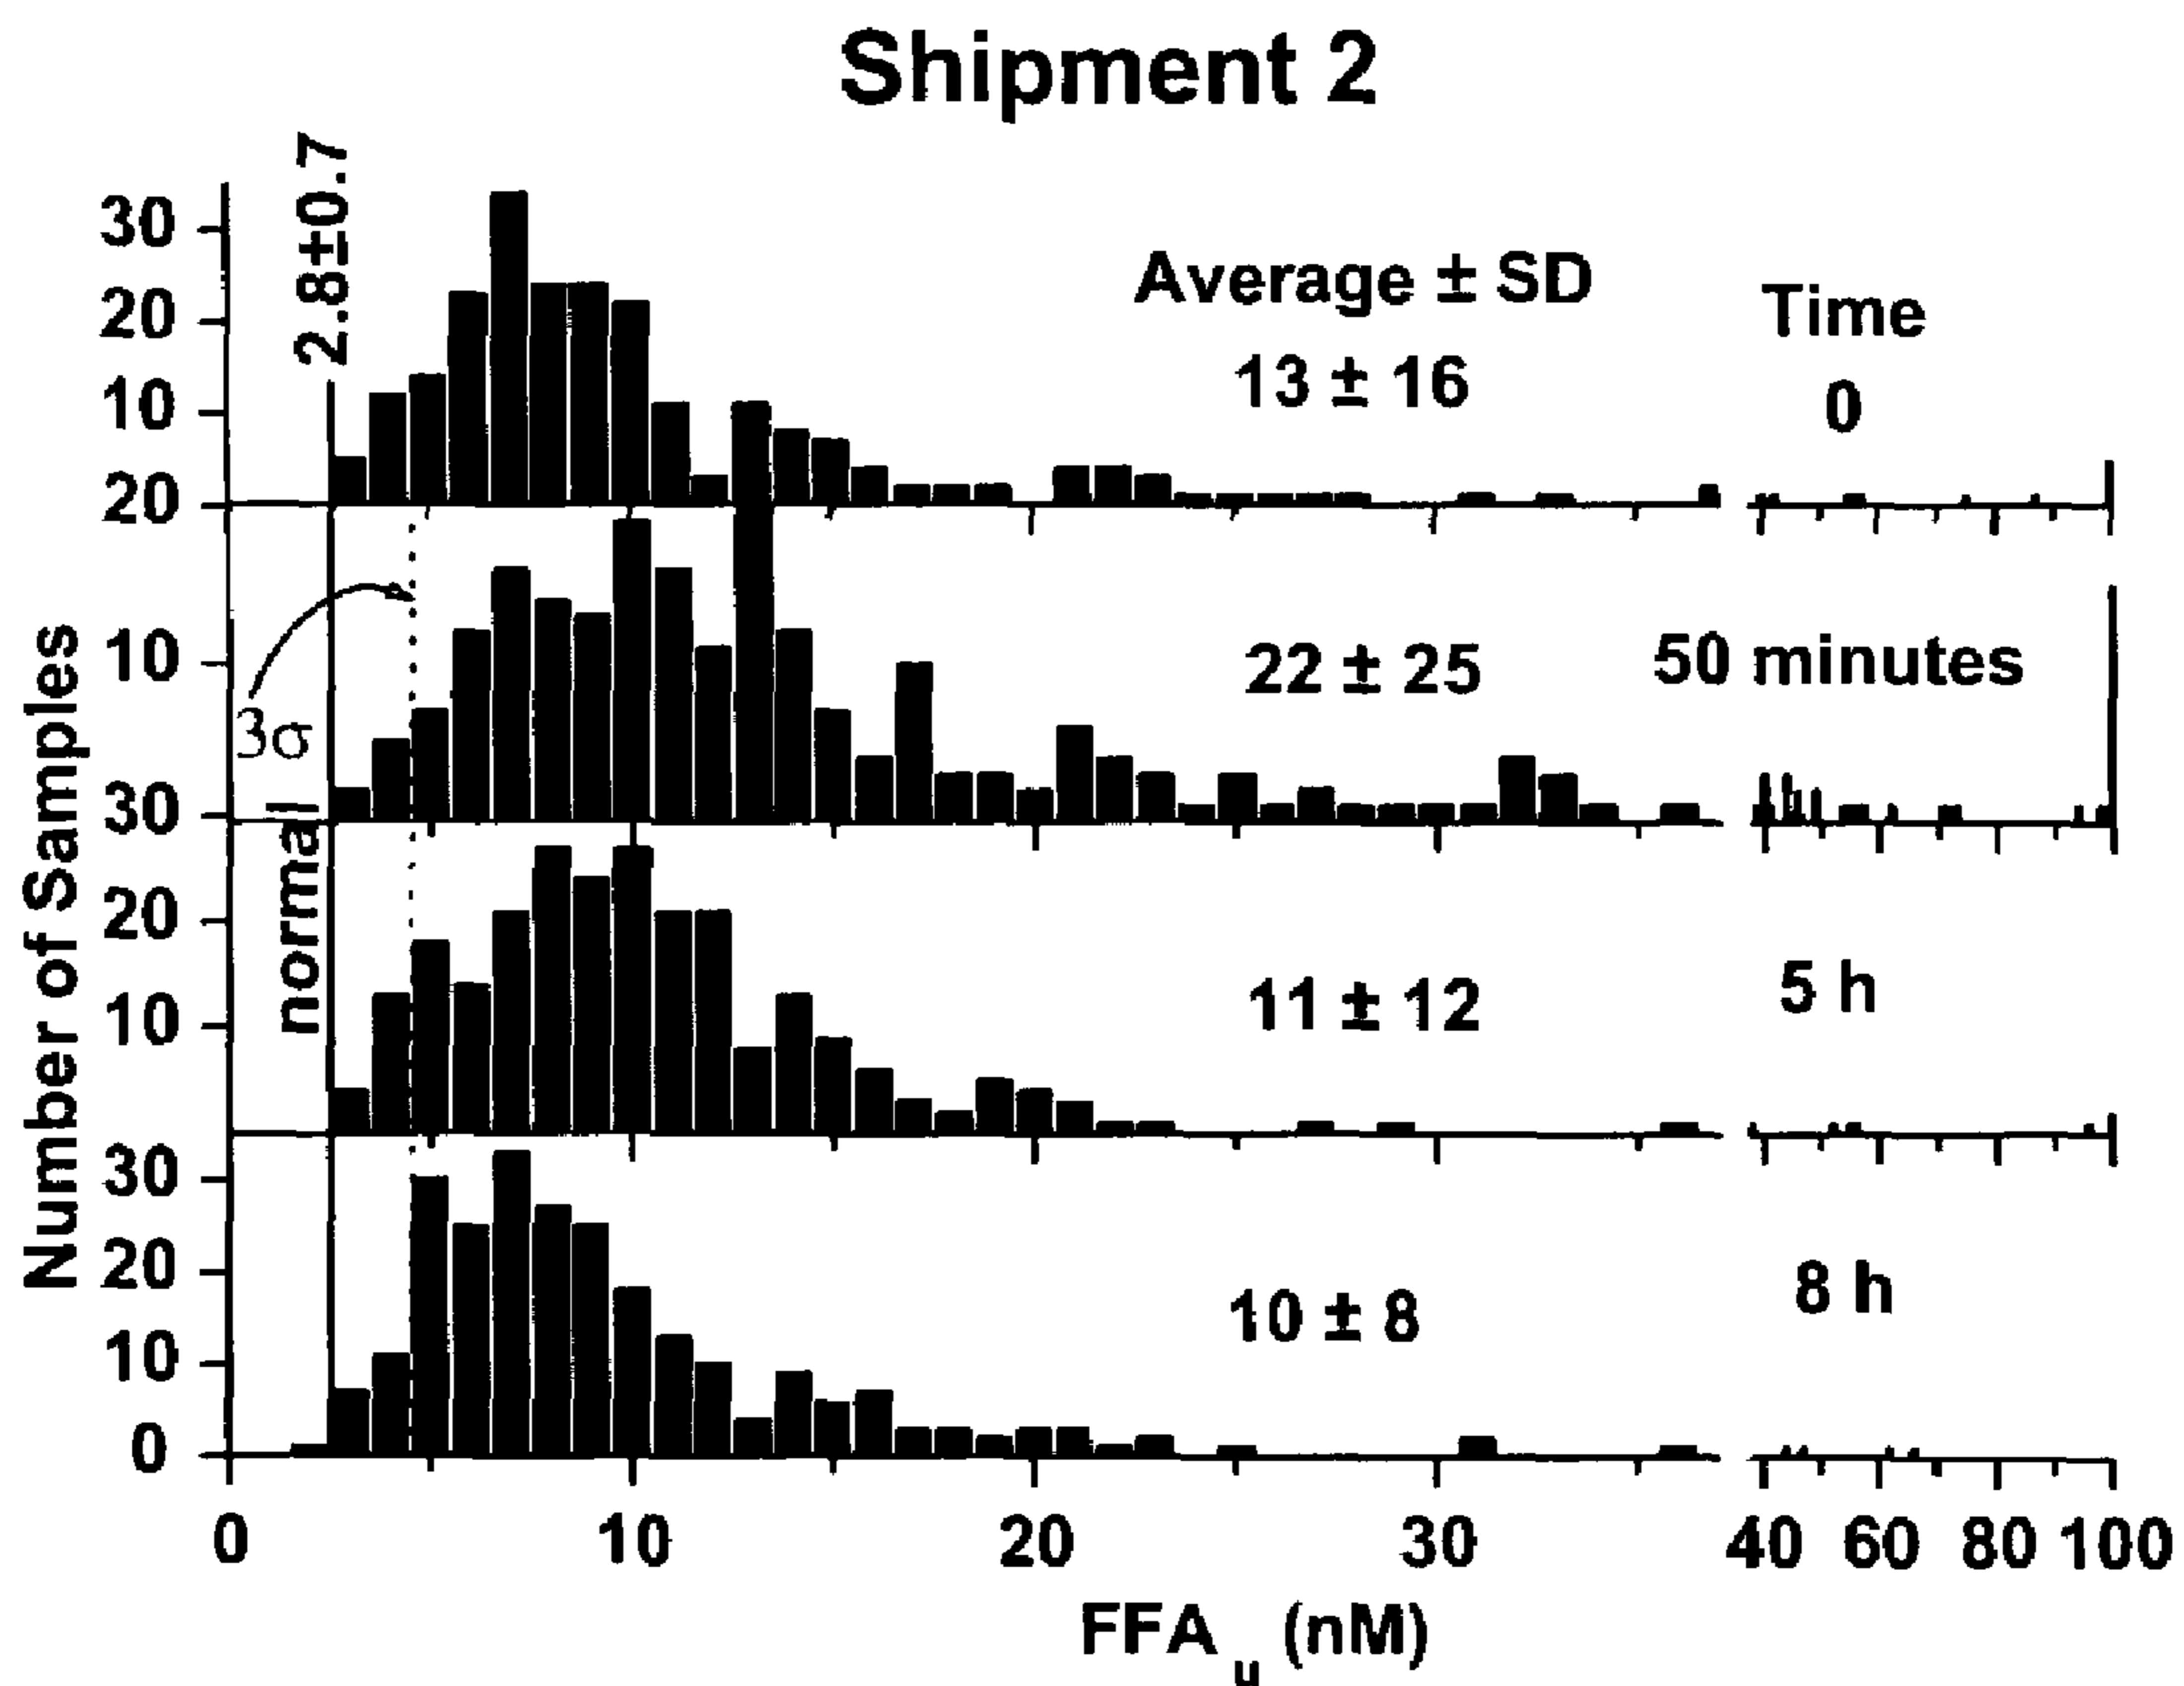 Shipment 2
2.8±0.7
30
20
10
20
Average ± SD
13 ± 16
Time
0
10
30
3σ
normal
22 ± 25
50 minutes
20
10
11 ± 12
5 h
30
20
10
0
10 ± 8
8 h
Number of Samples
0 10 20 30 40 60 80 100
FFA u (nM)